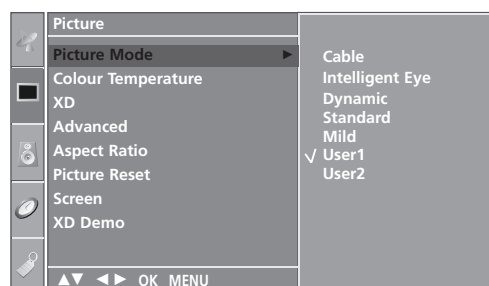 Picture
Picture Mode ►
Colour Temperature
XD
Advanced
Aspect Ratio
Picture Reset
Screen
XD Demo
▲▼ ◄► OK MENU
Cable
Intelligent Eye
Dynamic
Standard
Mild
√ User1
User2